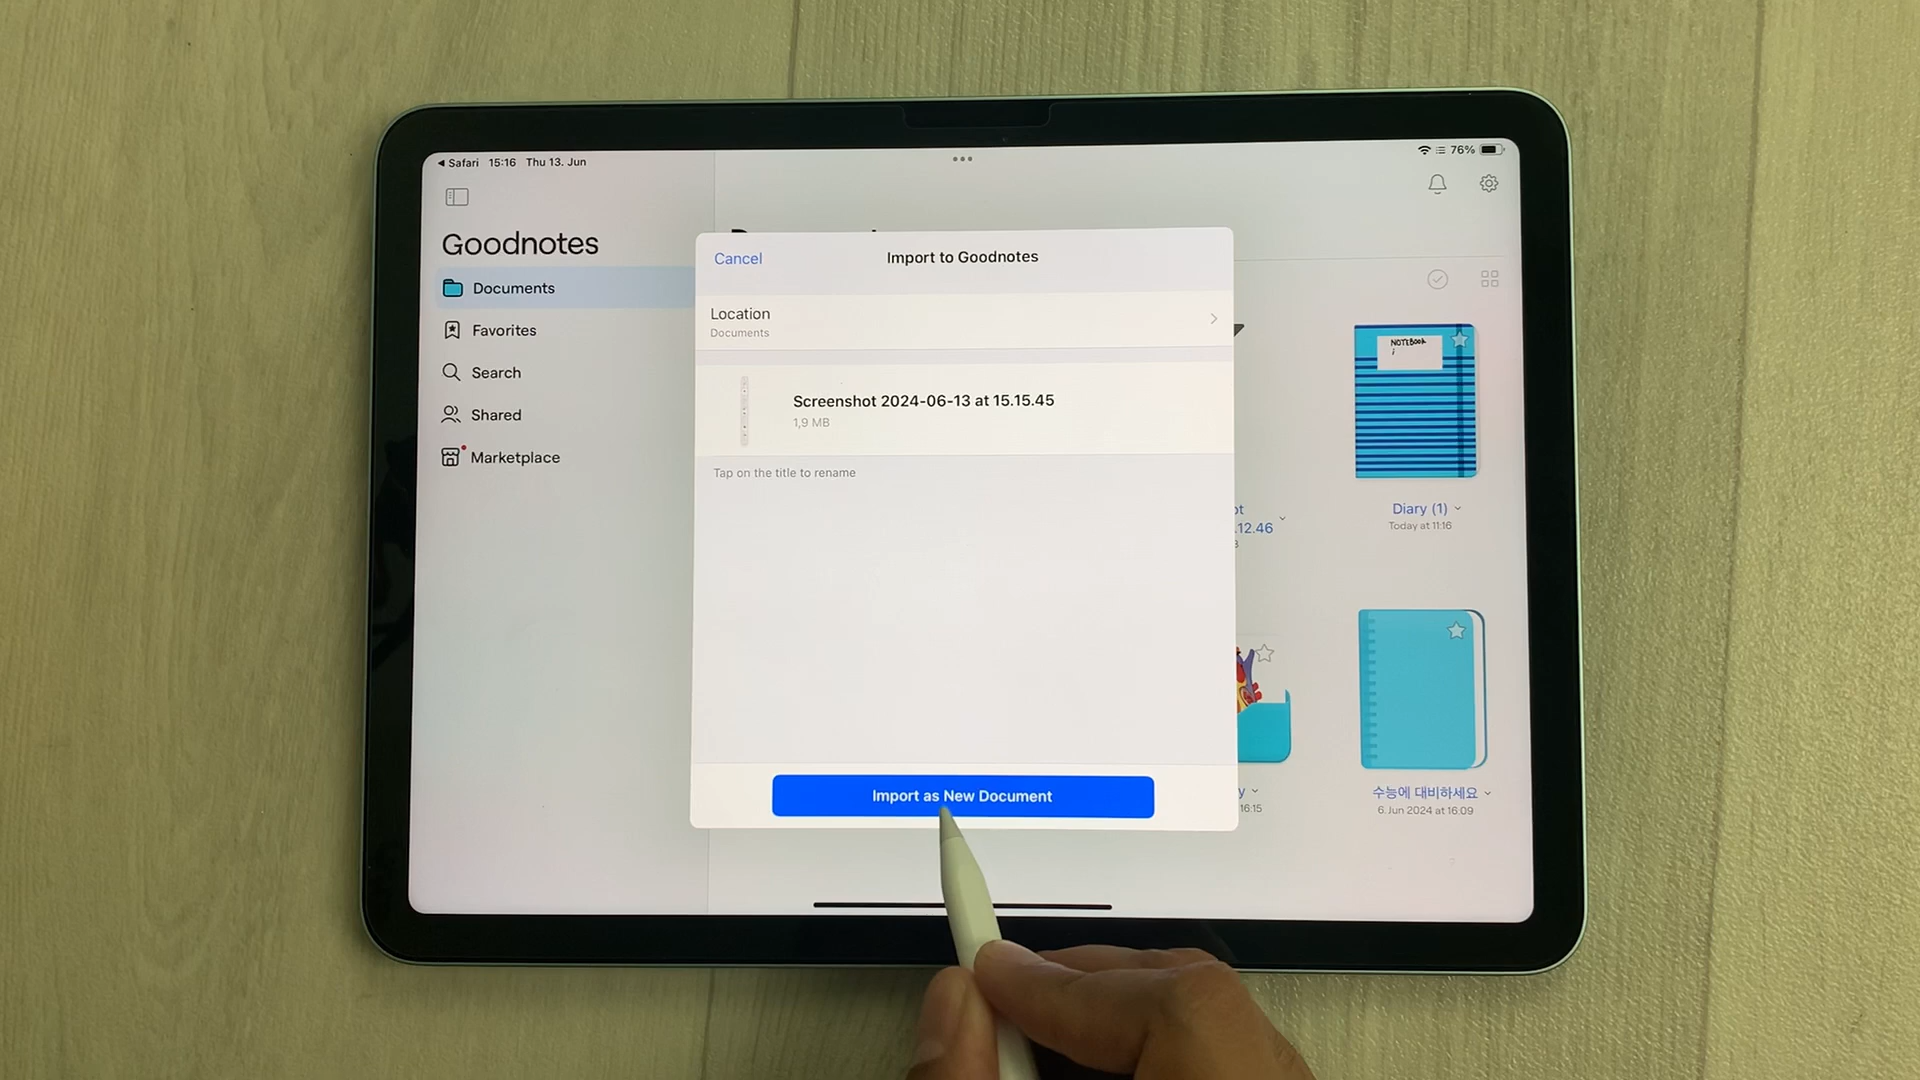 Safari 15:16 Thu 13. Jun
76%
Goodnotes
Documents
Favorites
Search
Shared
Marketplace
Cancel
Import to Goodnotes
Location
Documents
Screenshot 2024-06-13 at 15.15.45
1,9 MB
Tap on the title to rename
Import as New Document
.12.46
NOTEBOOK
Diary (1)
Today at 11:16
16:15
수능에 대비하세요
6. Jun 2024 at 16:09